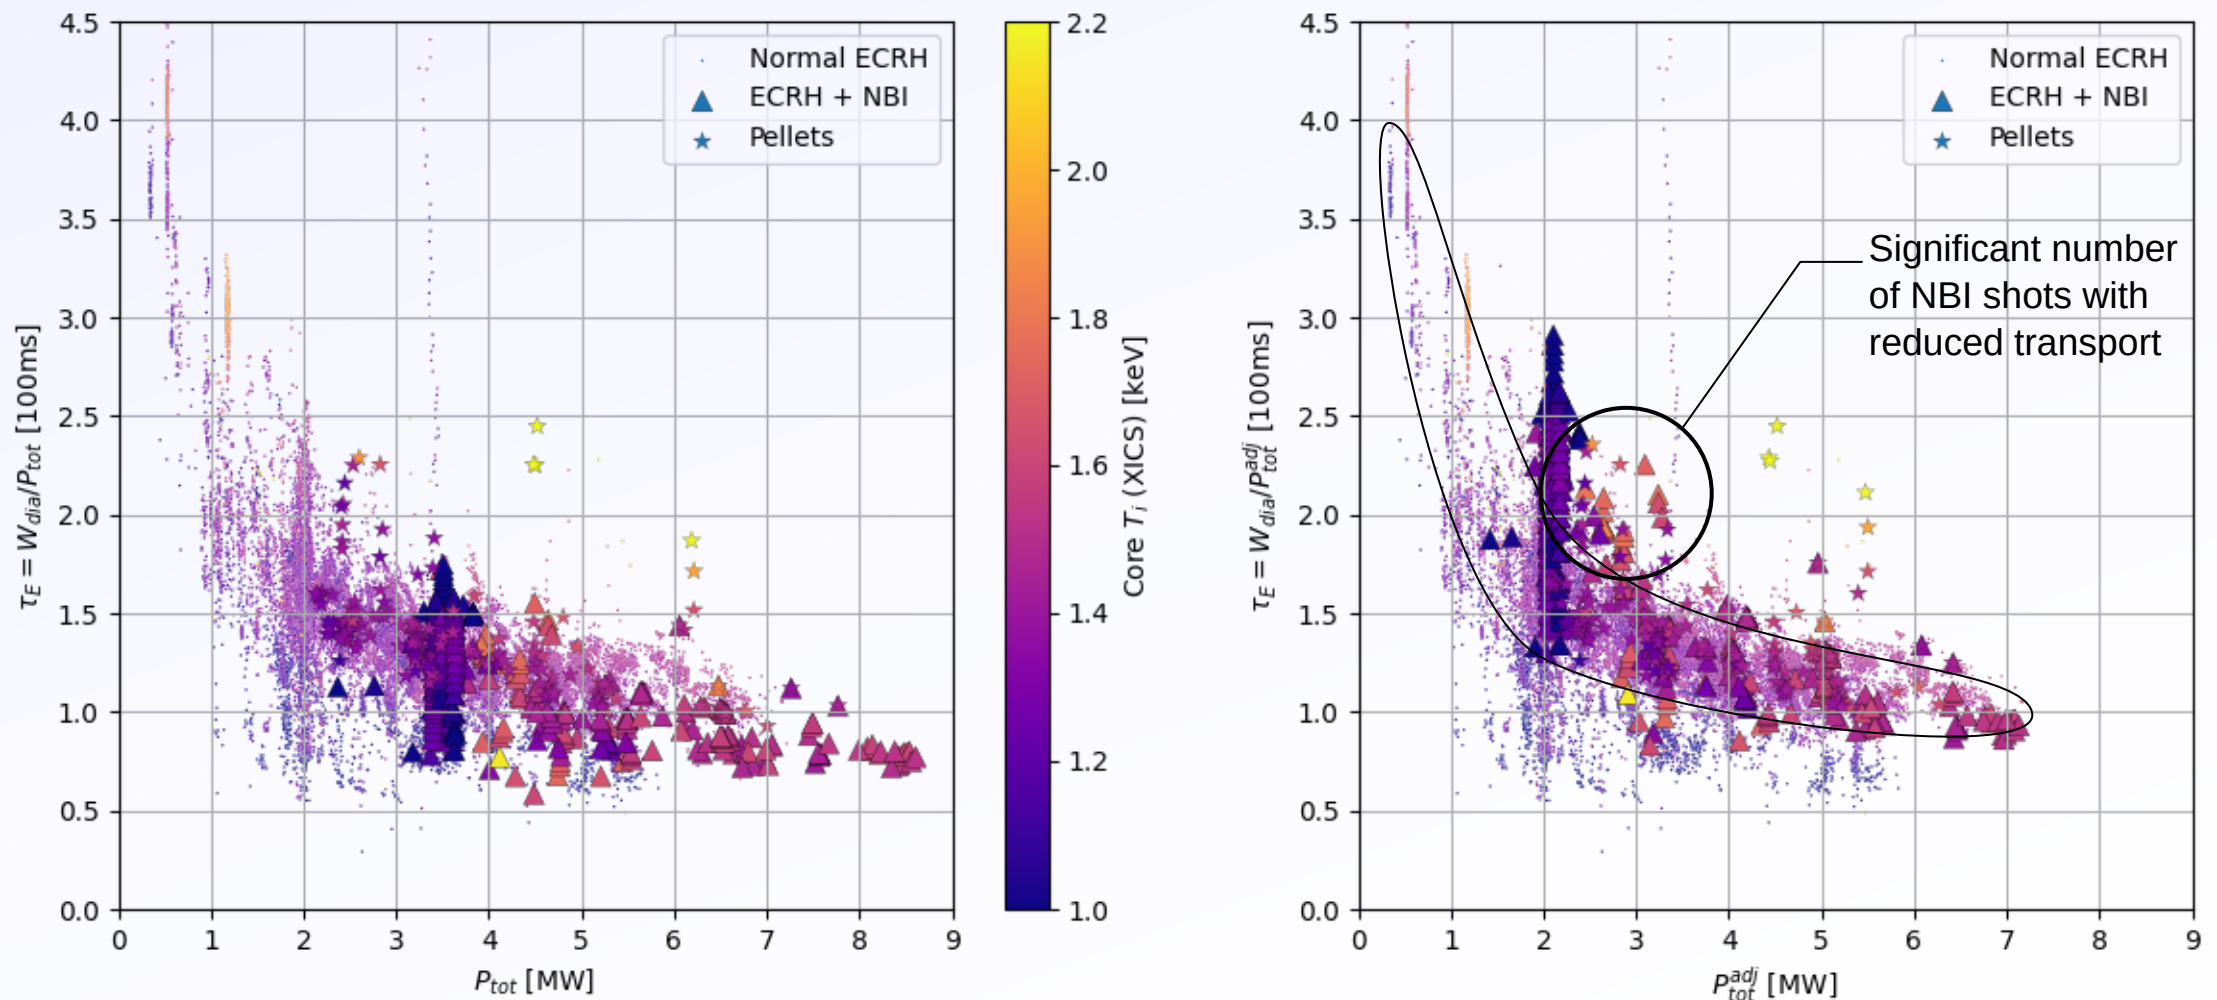 4.5
4.0
3.5
3.0
2.5
2.0
1.5
1.0
0.5
0.0
τE = Wdia/Ptot [100ms]
Normal ECRH
ECRH + NBI
Pellets
0 1 2 3 4 5 6 7 8 9
Ptot [MW]
2.2
2.0
1.8
1.6
1.4
1.2
1.0
Core Ti (XICS) [keV]
4.5
4.0
3.5
3.0
2.5
2.0
1.5
1.0
0.5
0.0
τE = Wdia/Ptot^adj [100ms]
Normal ECRH
ECRH + NBI
Pellets
Significant number
of NBI shots with
reduced transport
0 1 2 3 4 5 6 7 8 9
Ptot^adj [MW]